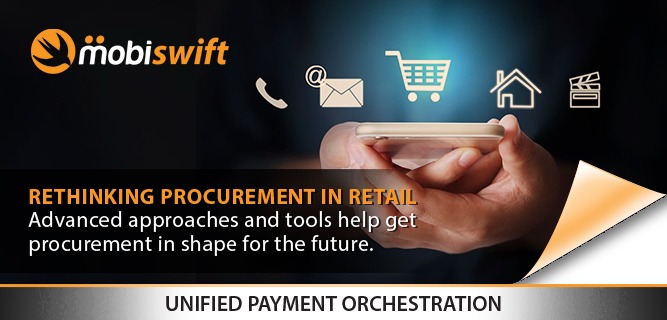 mobiswift
@
RETHINKING PROCUREMENT IN RETAIL
Advanced approaches and tools help get
procurement in shape for the future.
UNIFIED PAYMENT ORCHESTRATION